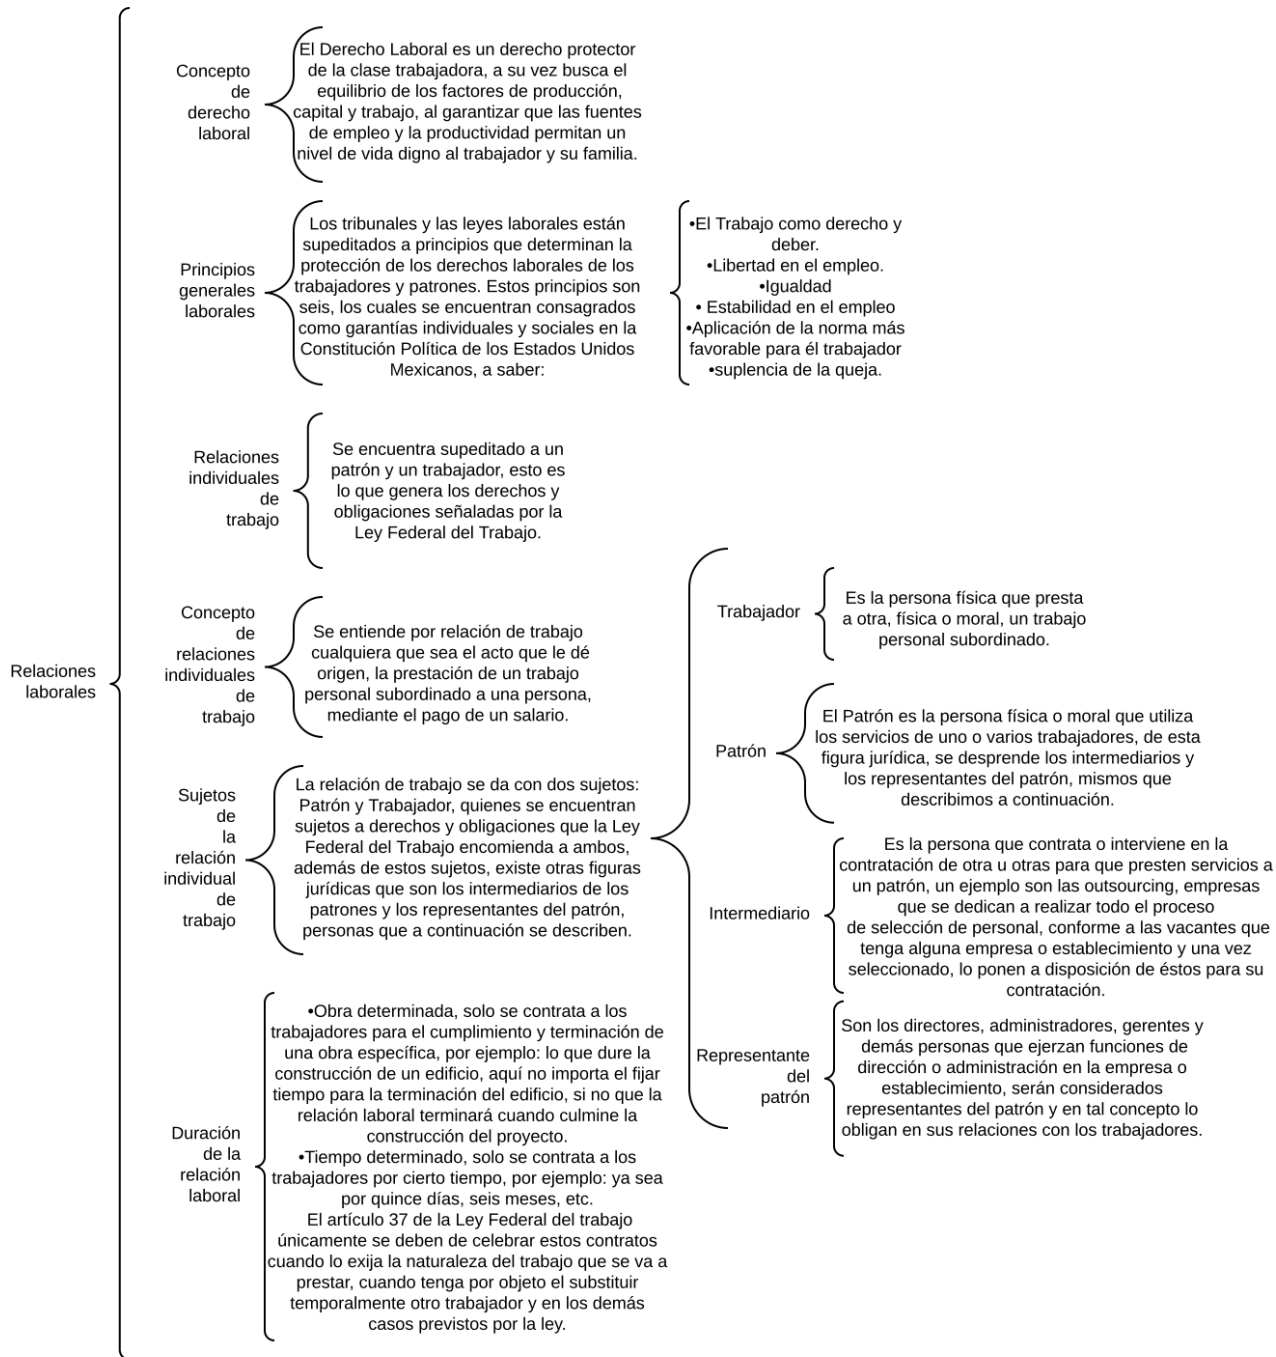 Relaciones
laborales
Concepto
de
derecho
laboral
El Derecho Laboral es un derecho protector
de la clase trabajadora, a su vez busca el
equilibrio de los factores de producción,
capital y trabajo, al garantizar que las fuentes
de empleo y la productividad permitan un
nivel de vida digno al trabajador y su familia.
Principios
generales
laborales
Los tribunales y las leyes laborales están
supeditados a principios que determinan la
protección de los derechos laborales de los
trabajadores y patrones. Estos principios son
seis, los cuales se encuentran consagrados
como garantías individuales y sociales en la
Constitución Política de los Estados Unidos
Mexicanos, a saber:
•El Trabajo como derecho y
deber.
•Libertad en el empleo.
•Igualdad
• Estabilidad en el empleo
•Aplicación de la norma más
favorable para él trabajador
•suplencia de la queja.
Relaciones
individuales
de
trabajo
Se encuentra supeditado a un
patrón y un trabajador, esto es
lo que genera los derechos y
obligaciones señaladas por la
Ley Federal del Trabajo.
Concepto
de
relaciones
individuales
de
trabajo
Se entiende por relación de trabajo
cualquiera que sea el acto que le dé
origen, la prestación de un trabajo
personal subordinado a una persona,
mediante el pago de un salario.
Sujetos
de
la
relación
individual
de
trabajo
La relación de trabajo se da con dos sujetos:
Patrón y Trabajador, quienes se encuentran
sujetos a derechos y obligaciones que la Ley
Federal del Trabajo encomienda a ambos,
además de estos sujetos, existe otras figuras
jurídicas que son los intermediarios de los
patrones y los representantes del patrón,
personas que a continuación se describen.
Trabajador
Es la persona física que presta
a otra, física o moral, un trabajo
personal subordinado.
Patrón
El Patrón es la persona física o moral que utiliza
los servicios de uno o varios trabajadores, de esta
figura jurídica, se desprende los intermediarios y
los representantes del patrón, mismos que
describimos a continuación.
Intermediario
Es la persona que contrata o interviene en la
contratación de otra u otras para que presten servicios a
un patrón, un ejemplo son las outsourcing, empresas
que se dedican a realizar todo el proceso
de selección de personal, conforme a las vacantes que
tenga alguna empresa o establecimiento y una vez
seleccionado, lo ponen a disposición de éstos para su
contratación.
Representante
del
patrón
Son los directores, administradores, gerentes y
demás personas que ejerzan funciones de
dirección o administración en la empresa o
establecimiento, serán considerados
representantes del patrón y en tal concepto lo
obligan en sus relaciones con los trabajadores.
Duración
de la
relación
laboral
•Obra determinada, solo se contrata a los
trabajadores para el cumplimiento y terminación de
una obra específica, por ejemplo: lo que dure la
construcción de un edificio, aquí no importa el fijar
tiempo para la terminación del edificio, si no que la
relación laboral terminará cuando culmine la
construcción del proyecto.
•Tiempo determinado, solo se contrata a los
trabajadores por cierto tiempo, por ejemplo: ya sea
por quince días, seis meses, etc.
El artículo 37 de la Ley Federal del trabajo
únicamente se deben de celebrar estos contratos
cuando lo exija la naturaleza del trabajo que se va a
prestar, cuando tenga por objeto el substituir
temporalmente otro trabajador y en los demás
casos previstos por la ley.